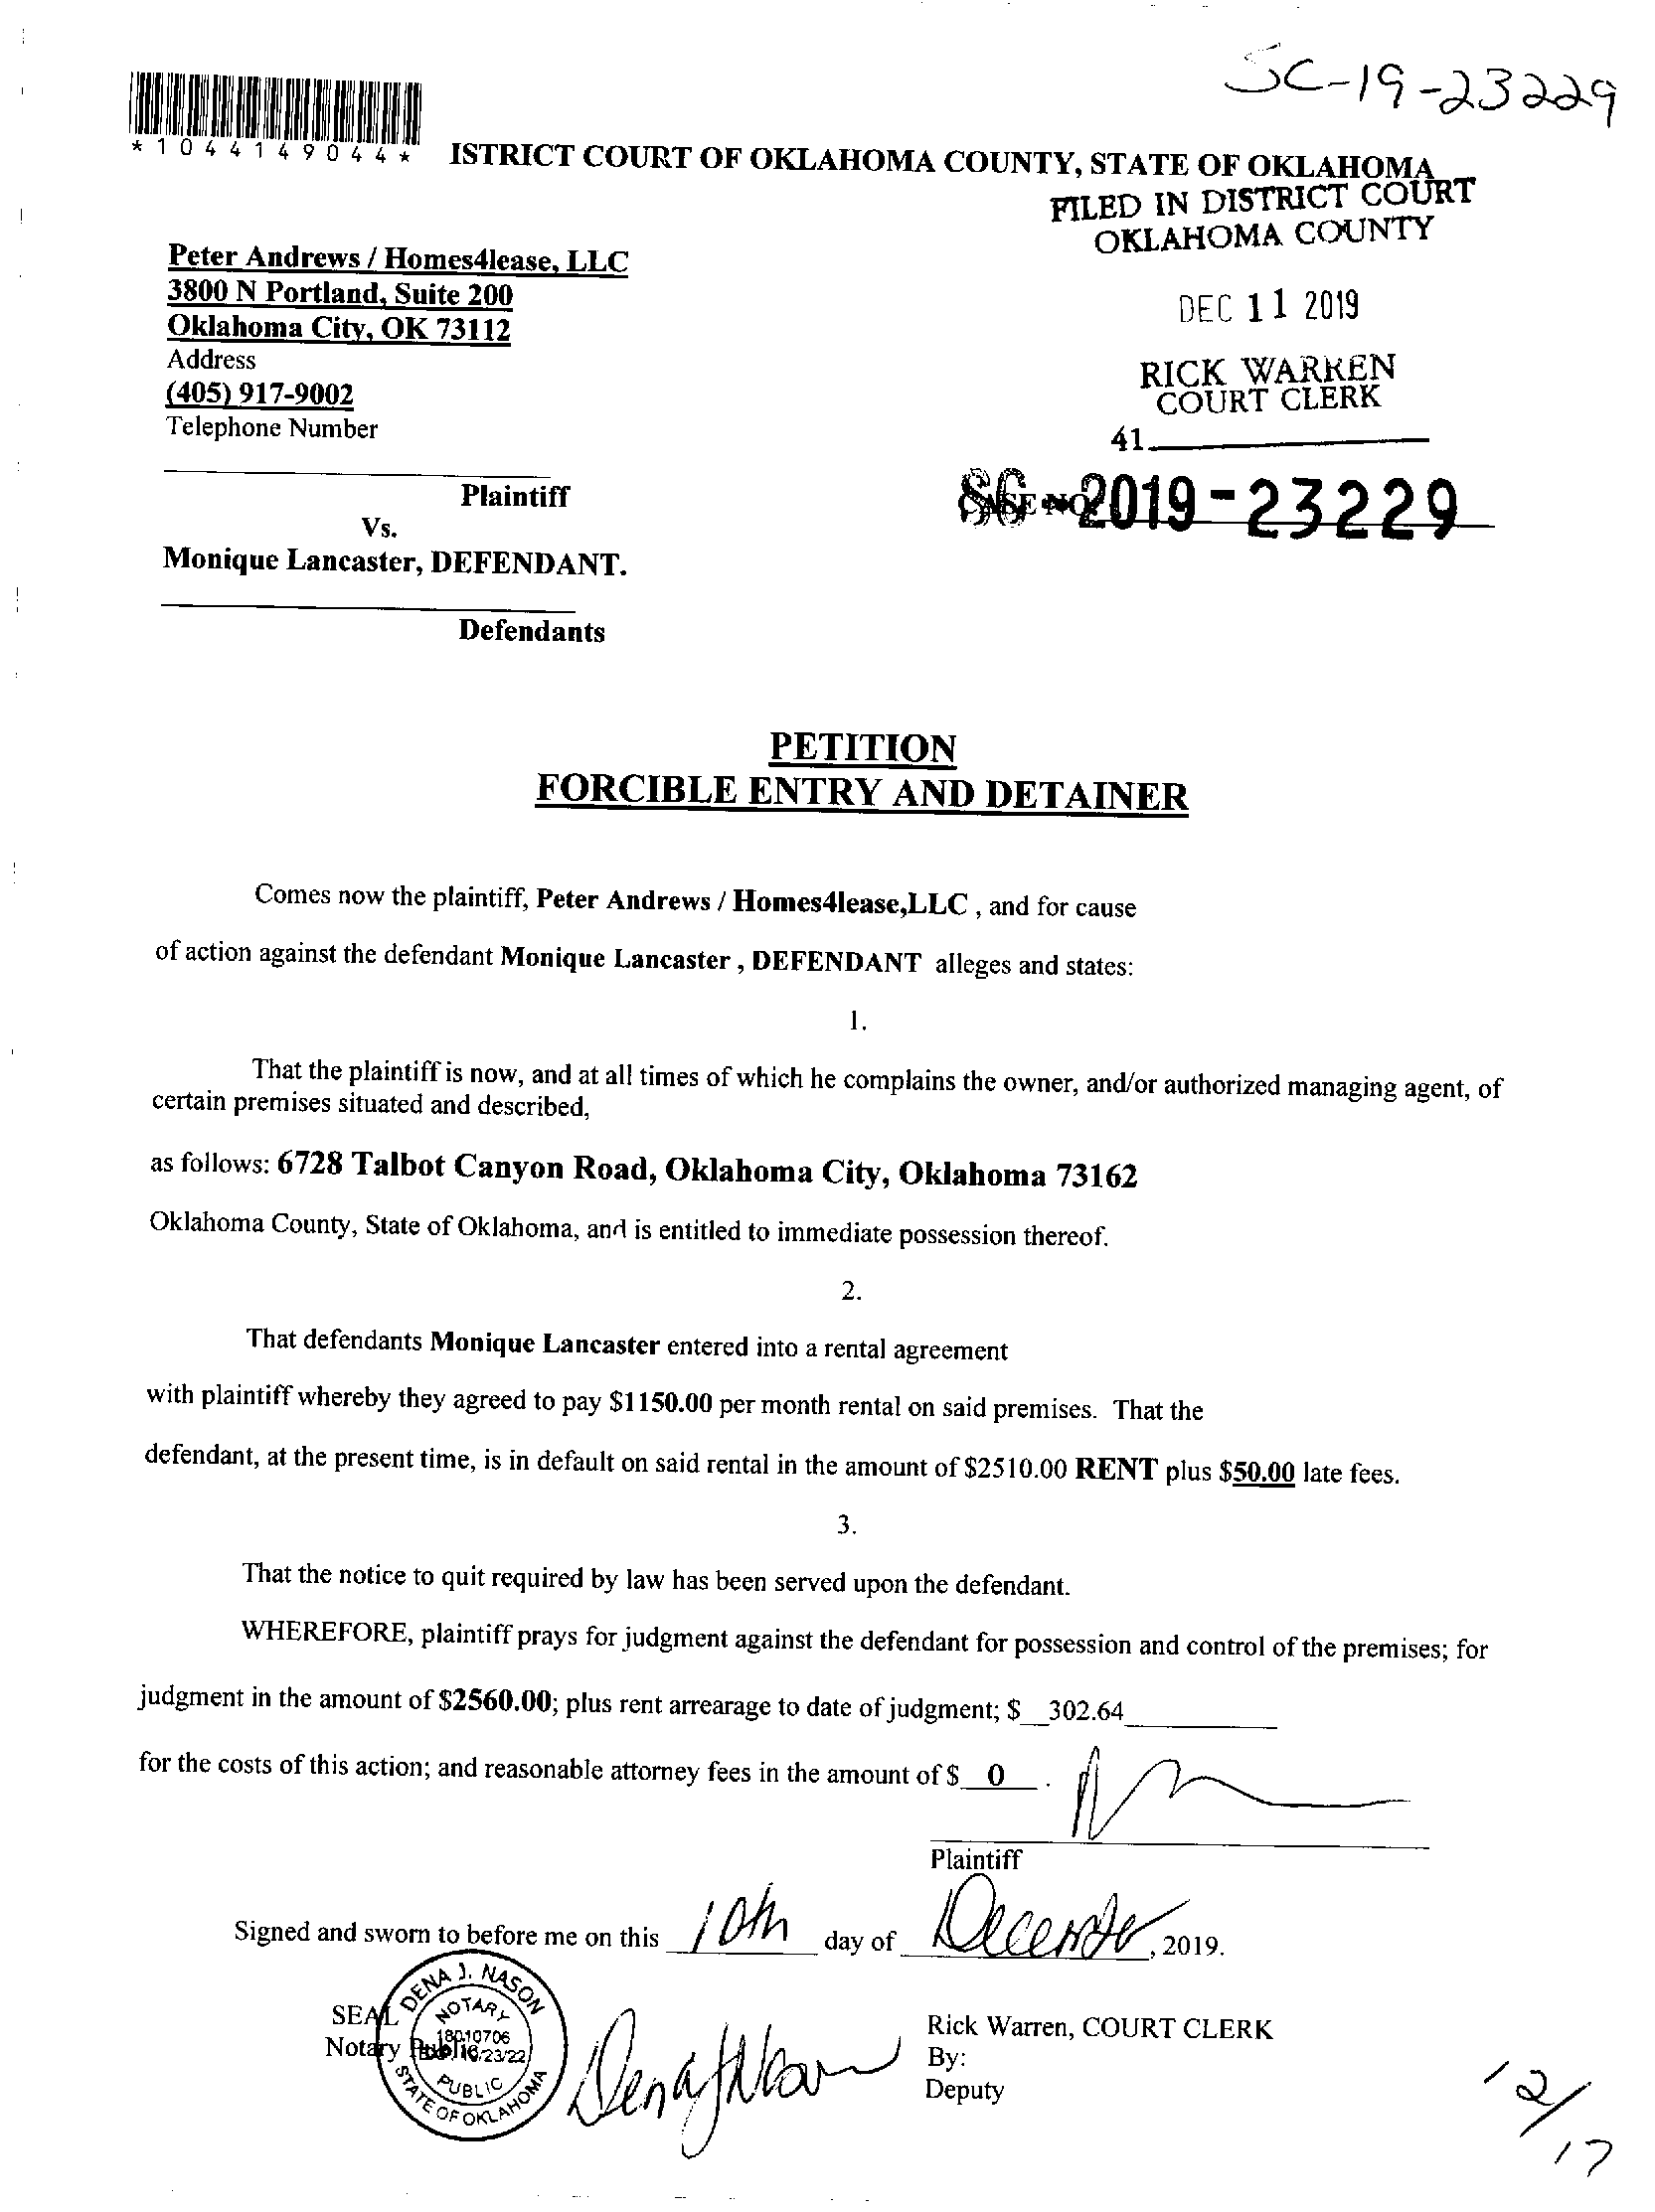 SC-19-23229
*1044149044*
ISTRICT COURT OF OKLAHOMA COUNTY, STATE OF OKLAHOMA
FILED IN DISTRICT COURT
OKLAHOMA COUNTY
Peter Andrews / Homes4lease, LLC
3800 N Portland, Suite 200
Oklahoma City, OK 73112
Address
(405) 917-9002
Telephone Number
DEC 11 2019
RICK WARREN
COURT CLERK
41
Plaintiff
SC-2019-23229
Vs.
Monique Lancaster, DEFENDANT.
Defendants
PETITION
FORCIBLE ENTRY AND DETAINER
Comes now the plaintiff, Peter Andrews / Homes4lease,LLC , and for cause
of action against the defendant Monique Lancaster , DEFENDANT alleges and states:
1.
That the plaintiff is now, and at all times of which he complains the owner, and/or authorized managing agent, of
certain premises situated and described,
as follows: 6728 Talbot Canyon Road, Oklahoma City, Oklahoma 73162
Oklahoma County, State of Oklahoma, and is entitled to immediate possession thereof.
2.
That defendants Monique Lancaster entered into a rental agreement
with plaintiff whereby they agreed to pay $1150.00 per month rental on said premises. That the
defendant, at the present time, is in default on said rental in the amount of $2510.00 RENT plus $50.00 late fees.
3.
That the notice to quit required by law has been served upon the defendant.
WHEREFORE, plaintiff prays for judgment against the defendant for possession and control of the premises; for
judgment in the amount of $2560.00; plus rent arrearage to date of judgment; $__302.64
for the costs of this action; and reasonable attorney fees in the amount of $ 0 .
Plaintiff
Signed and sworn to before me on this 10th day of December, 2019.
SEAL
Notary Public
DENA J. NASON
NOTARY
18010706
PUBLIC
STATE OF OKLAHOMA
Rick Warren, COURT CLERK
By:
Deputy
12/17